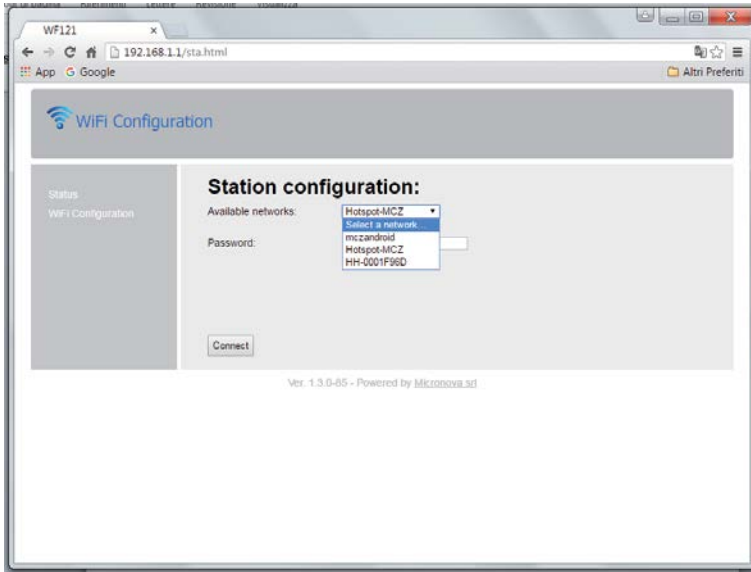 WF121
192.168.1.1/sta.html
App Google Altri Preferiti
WiFi Configuration
Status
WiFi Configuration
Station configuration:
Available networks: Hotspot-MCZ
Select a network...
mczandroid
Hotspot-MCZ
HH-0001F96D
Password:
Connect
Ver. 1.3.0-85 - Powered by Micronova srl